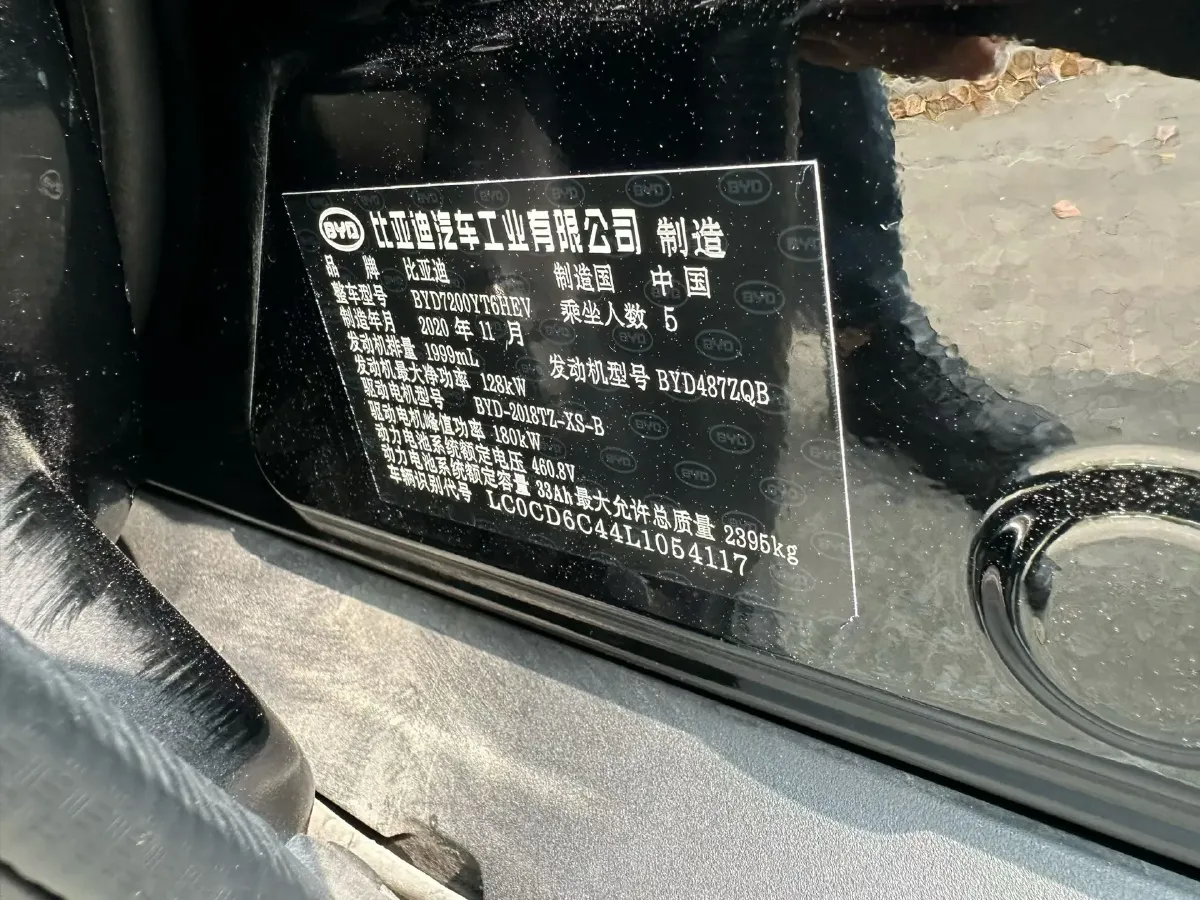 BYD 比亚迪汽车工业有限公司 制造
品牌 比亚迪 制造国 中国
整车型号 BYD7200YT6HEV 乘坐人数 5
制造年月 2020 年 11 月
发动机排量 1999mL 发动机型号 BYD487ZQB
发动机最大净功率 128kW
驱动电机型号 BYD-2018TZ-XS-B
驱动电机峰值功率 180kW
动力电池系统额定电压 460.8V
动力电池系统额定容量 33Ah 最大允许总质量 2395kg
车辆识别代号 LC0CD6C44L1054117